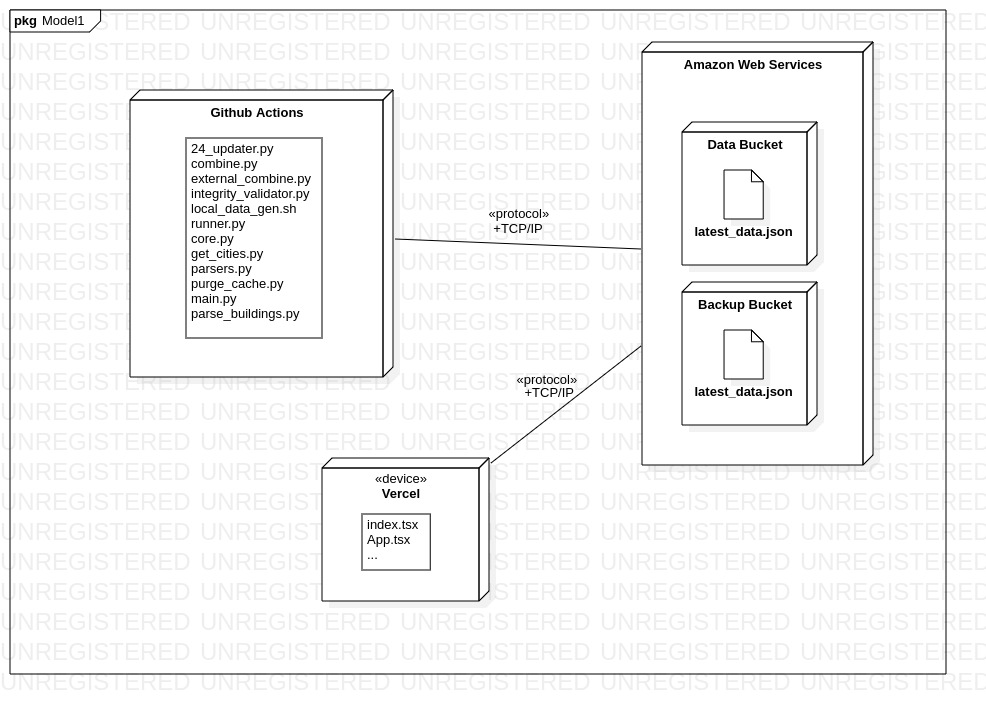 pkg Model1
Amazon Web Services
Github Actions
24_updater.py
combine.py
external_combine.py
integrity_validator.py
local_data_gen.sh
runner.py
core.py
get_cities.py
parsers.py
purge_cache.py
main.py
parse_buildings.py
«protocol»
+TCP/IP
Data Bucket
latest_data.json
Backup Bucket
latest_data.json
«protocol»
+TCP/IP
«device»
Vercel
index.tsx
App.tsx
...
UNREGISTERED UNREGISTERED UNREGISTERED UNREGISTERED UNREGISTERED